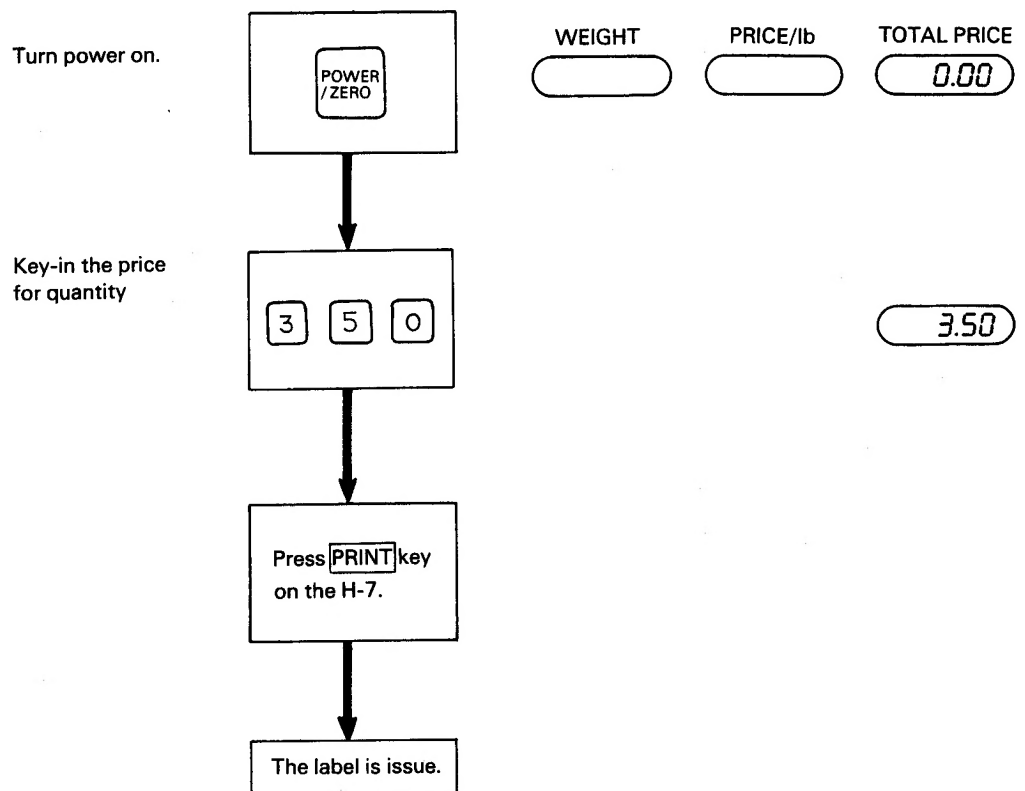 Turn power on.
POWER
/ZERO
WEIGHT PRICE/lb TOTAL PRICE
0.00
Key-in the price
for quantity
3 5 0
3.50
Press PRINT key
on the H-7.
The label is issue.